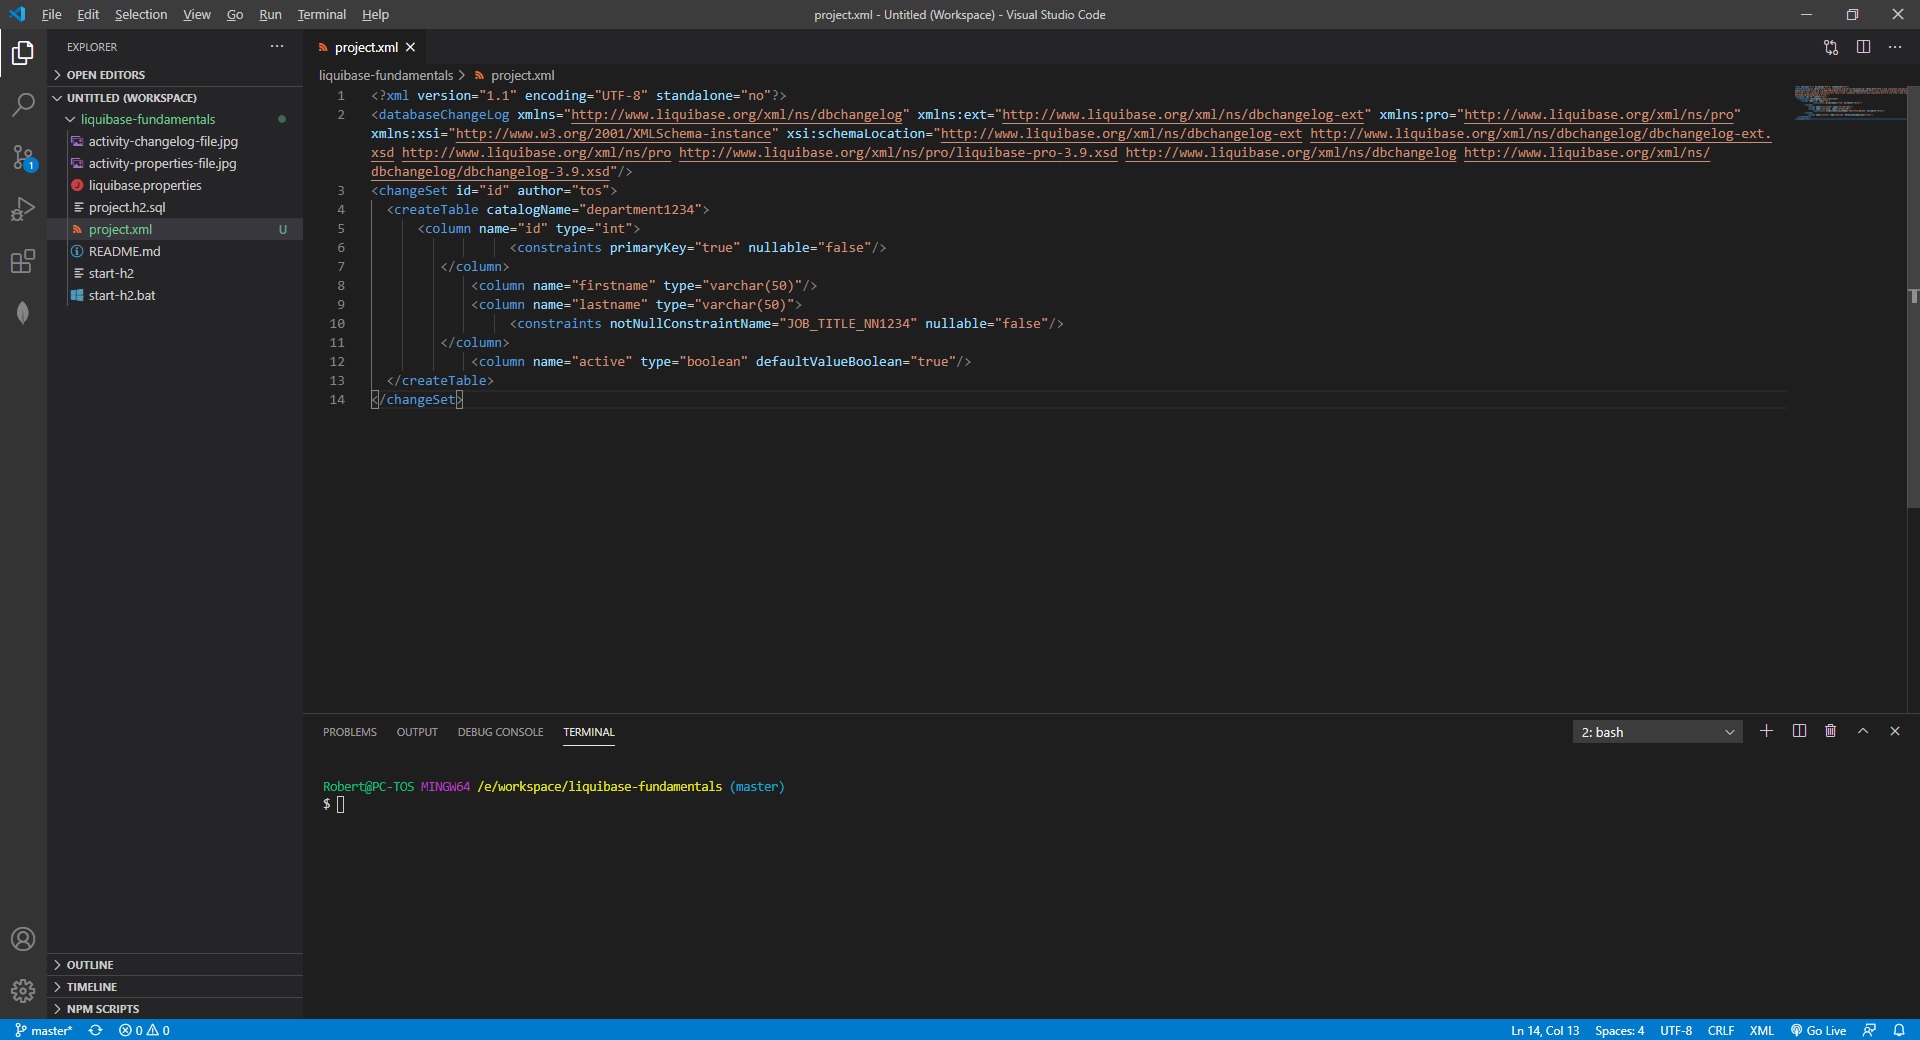 File Edit Selection View Go Run Terminal Help
project.xml - Untitled (Workspace) - Visual Studio Code
EXPLORER
OPEN EDITORS
UNTITLED (WORKSPACE)
liquibase-fundamentals
activity-changelog-file.jpg
activity-properties-file.jpg
liquibase.properties
project.h2.sql
project.xml U
README.md
start-h2
start-h2.bat
OUTLINE
TIMELINE
NPM SCRIPTS
1
project.xml
liquibase-fundamentals > project.xml
1 <?xml version="1.1" encoding="UTF-8" standalone="no"?>
2 <databaseChangeLog xmlns="http://www.liquibase.org/xml/ns/dbchangelog" xmlns:ext="http://www.liquibase.org/xml/ns/dbchangelog-ext" xmlns:pro="http://www.liquibase.org/xml/ns/pro"
xmlns:xsi="http://www.w3.org/2001/XMLSchema-instance" xsi:schemaLocation="http://www.liquibase.org/xml/ns/dbchangelog-ext http://www.liquibase.org/xml/ns/dbchangelog/dbchangelog-ext.
xsd http://www.liquibase.org/xml/ns/pro http://www.liquibase.org/xml/ns/pro/liquibase-pro-3.9.xsd http://www.liquibase.org/xml/ns/dbchangelog http://www.liquibase.org/xml/ns/
dbchangelog/dbchangelog-3.9.xsd"/>
3 <changeSet id="id" author="tos">
4 <createTable catalogName="department1234">
5 <column name="id" type="int">
6 <constraints primaryKey="true" nullable="false"/>
7 </column>
8 <column name="firstname" type="varchar(50)"/>
9 <column name="lastname" type="varchar(50)">
10 <constraints notNullConstraintName="JOB_TITLE_NN1234" nullable="false"/>
11 </column>
12 <column name="active" type="boolean" defaultValueBoolean="true"/>
13 </createTable>
14 </changeSet>
PROBLEMS OUTPUT DEBUG CONSOLE TERMINAL
2: bash
Robert@PC-TOS MINGW64 /e/workspace/liquibase-fundamentals (master)
$
master* 0 0
Ln 14, Col 13 Spaces: 4 UTF-8 CRLF XML Go Live